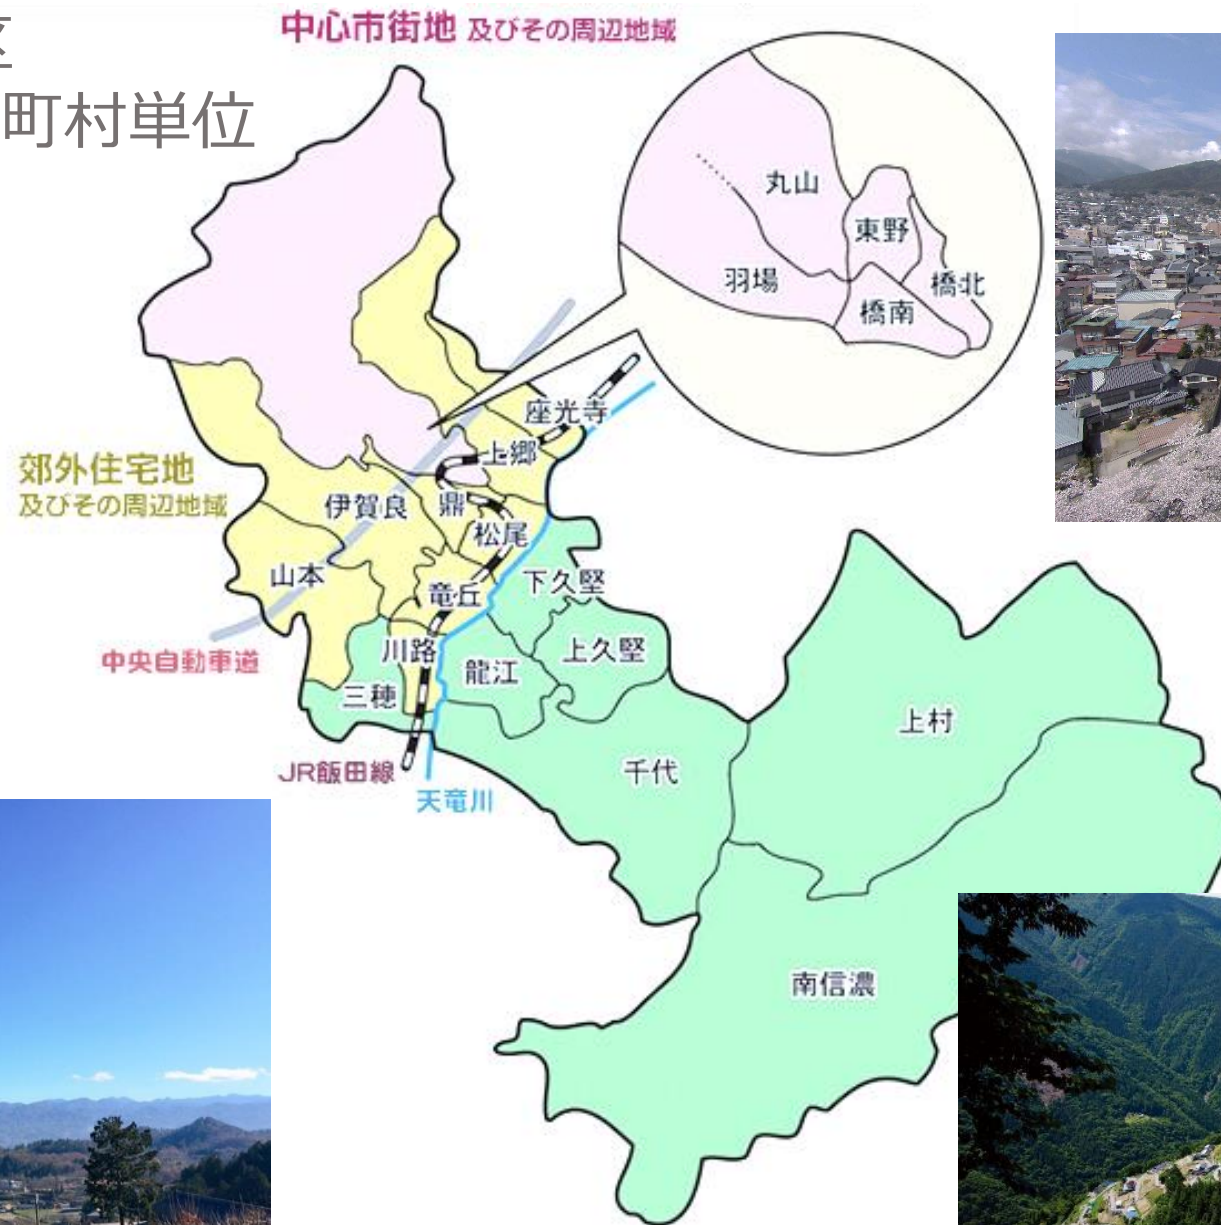 区
町村単位
中心市街地 及びその周辺地域
丸山
東野
羽場
橋北
橋南
座光寺
上郷
郊外住宅地
及びその周辺地域
伊賀良
鼎
松尾
山本
竜丘
下久堅
中央自動車道
川路
上久堅
龍江
三穂
上村
JR飯田線
千代
天竜川
南信濃